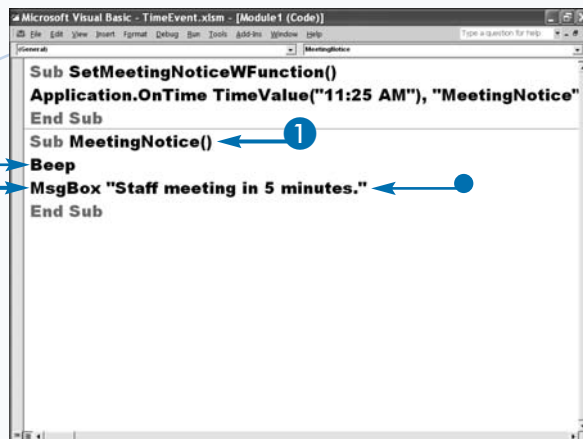 Microsoft Visual Basic - TimeEvent.xlsm - [Module1 (Code)]
File Edit View Insert Format Debug Run Tools Add-Ins Window Help Type a question for help
(General) MeetingNotice
Sub SetMeetingNoticeWFunction()
Application.OnTime TimeValue("11:25 AM"), "MeetingNotice"
End Sub
Sub MeetingNotice() 1
Beep
MsgBox "Staff meeting in 5 minutes."
End Sub